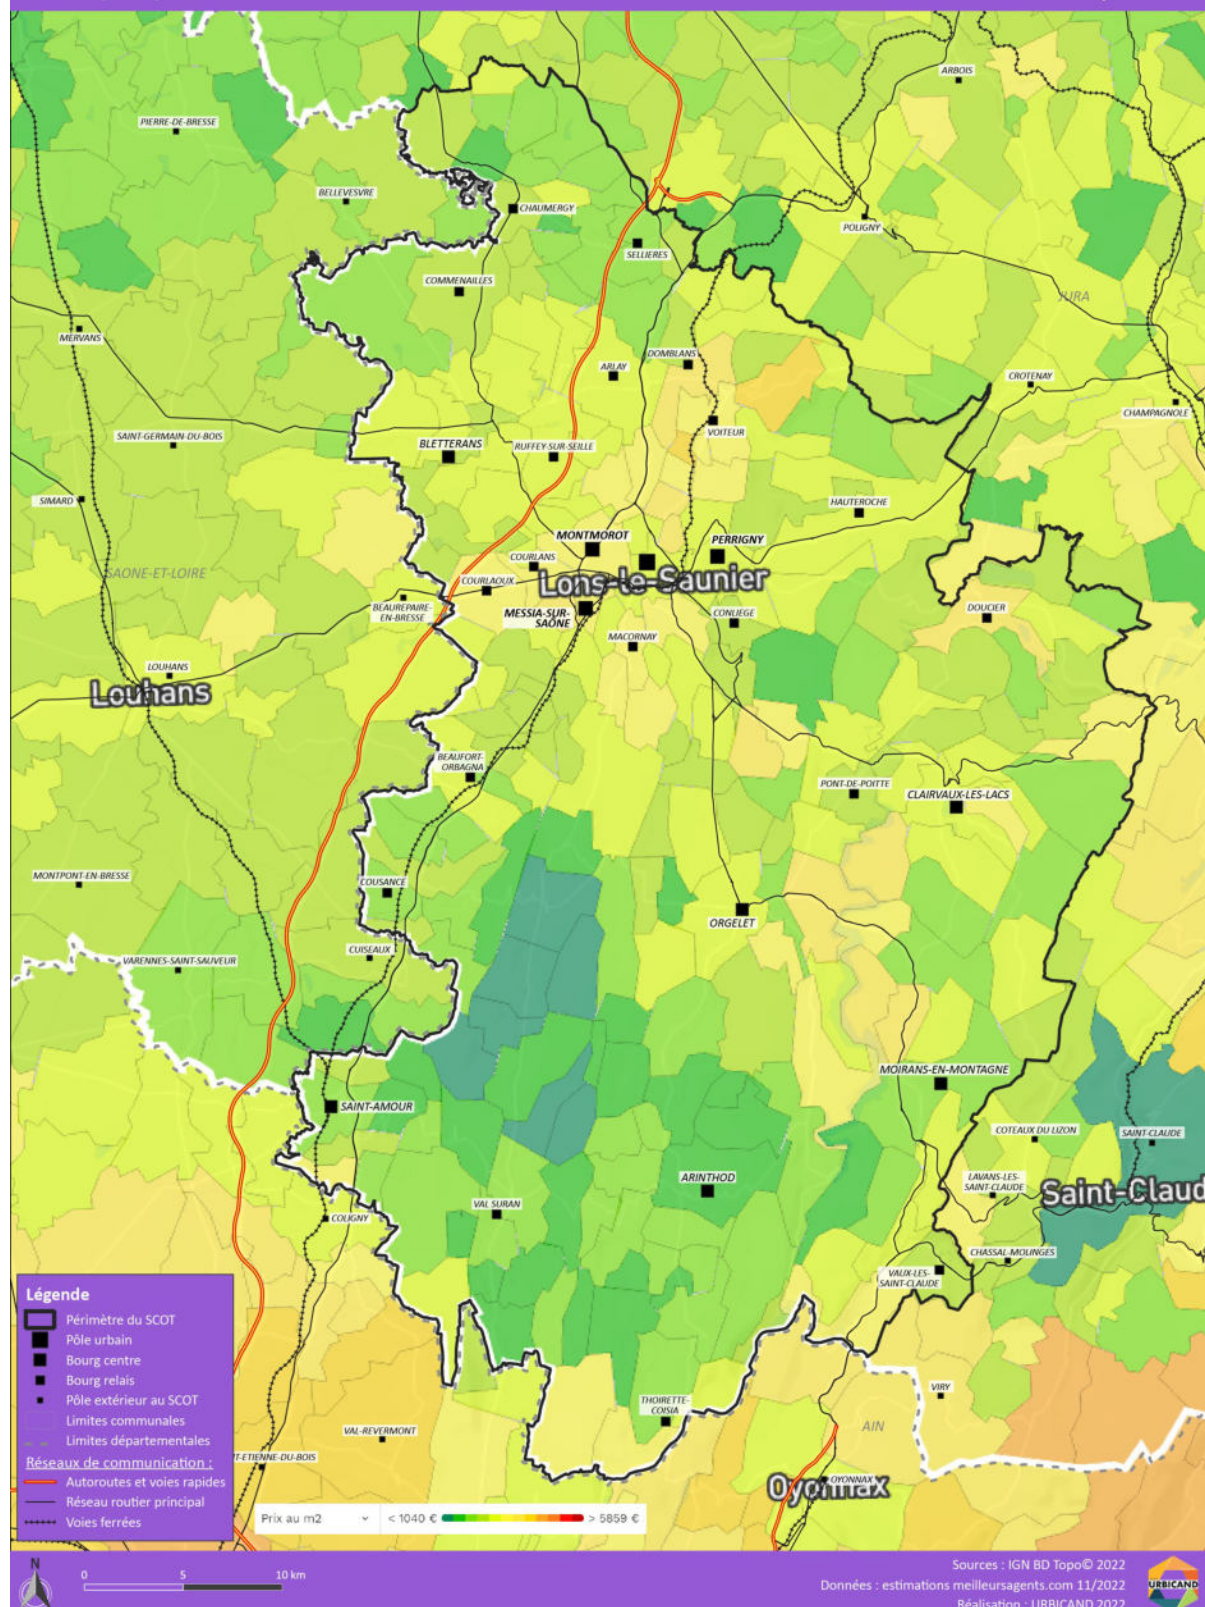 ARBOIS
PIERRE-DE-BRESSE
BELLEVESVRE
CHAUMERGY
POLIGNY
SELLIERES
COMMENAILLES
JURA
MERVANS
DOMBLANS
ARLAY
CROTENAY
CHAMPAGNOLE
SAINT-GERMAIN-DU-BOIS
BLETTERANS
RUFFEY-SUR-SEILLE
VOITEUR
SIMARD
HAUTEROCHE
MONTMOROT
PERRIGNY
COURLANS
SAONE-ET-LOIRE
Lons-le-Saunier
COURLAOUX
BEAUREPAIRE-
EN-BRESSE
MESSIA-SUR-
SAÔNE
CONLIEGE
DOUCIER
MACORNAY
LOUHANS
Louhans
BEAUFORT-
ORBAGNA
PONT-DE-POITTE
CLAIRVAUX-LES-LACS
MONTPONT-EN-BRESSE
COUSANCE
ORGELET
CUISEAUX
VARENNES-SAINT-SAUVEUR
MOIRANS-EN-MONTAGNE
SAINT-AMOUR
COTEAUX DU LIZON
SAINT-CLAUDE
ARINTHOD
LAVANS-LES-
SAINT-CLAUDE
Saint-Claud
VAL SURAN
COLIGNY
CHASSAL-MOLINGES
VAUX-LES-
SAINT-CLAUDE
Légende
Périmètre du SCOT
Pôle urbain
Bourg centre
Bourg relais
Pôle extérieur au SCOT
Limites communales
Limites départementales
Réseaux de communication :
Autoroutes et voies rapides
Réseau routier principal
Voies ferrées
VIRY
THOIRETTE-
COISIA
VAL-REVERMONT
AIN
T-ETIENNE-DU-BOIS
OYONNAX
Oyonnax
Prix au m2 < 1040 € > 5859 €
N
0 5 10 km
Sources : IGN BD Topo© 2022
Données : estimations meilleursagents.com 11/2022
Réalisation : URBICAND 2022
URBICAND